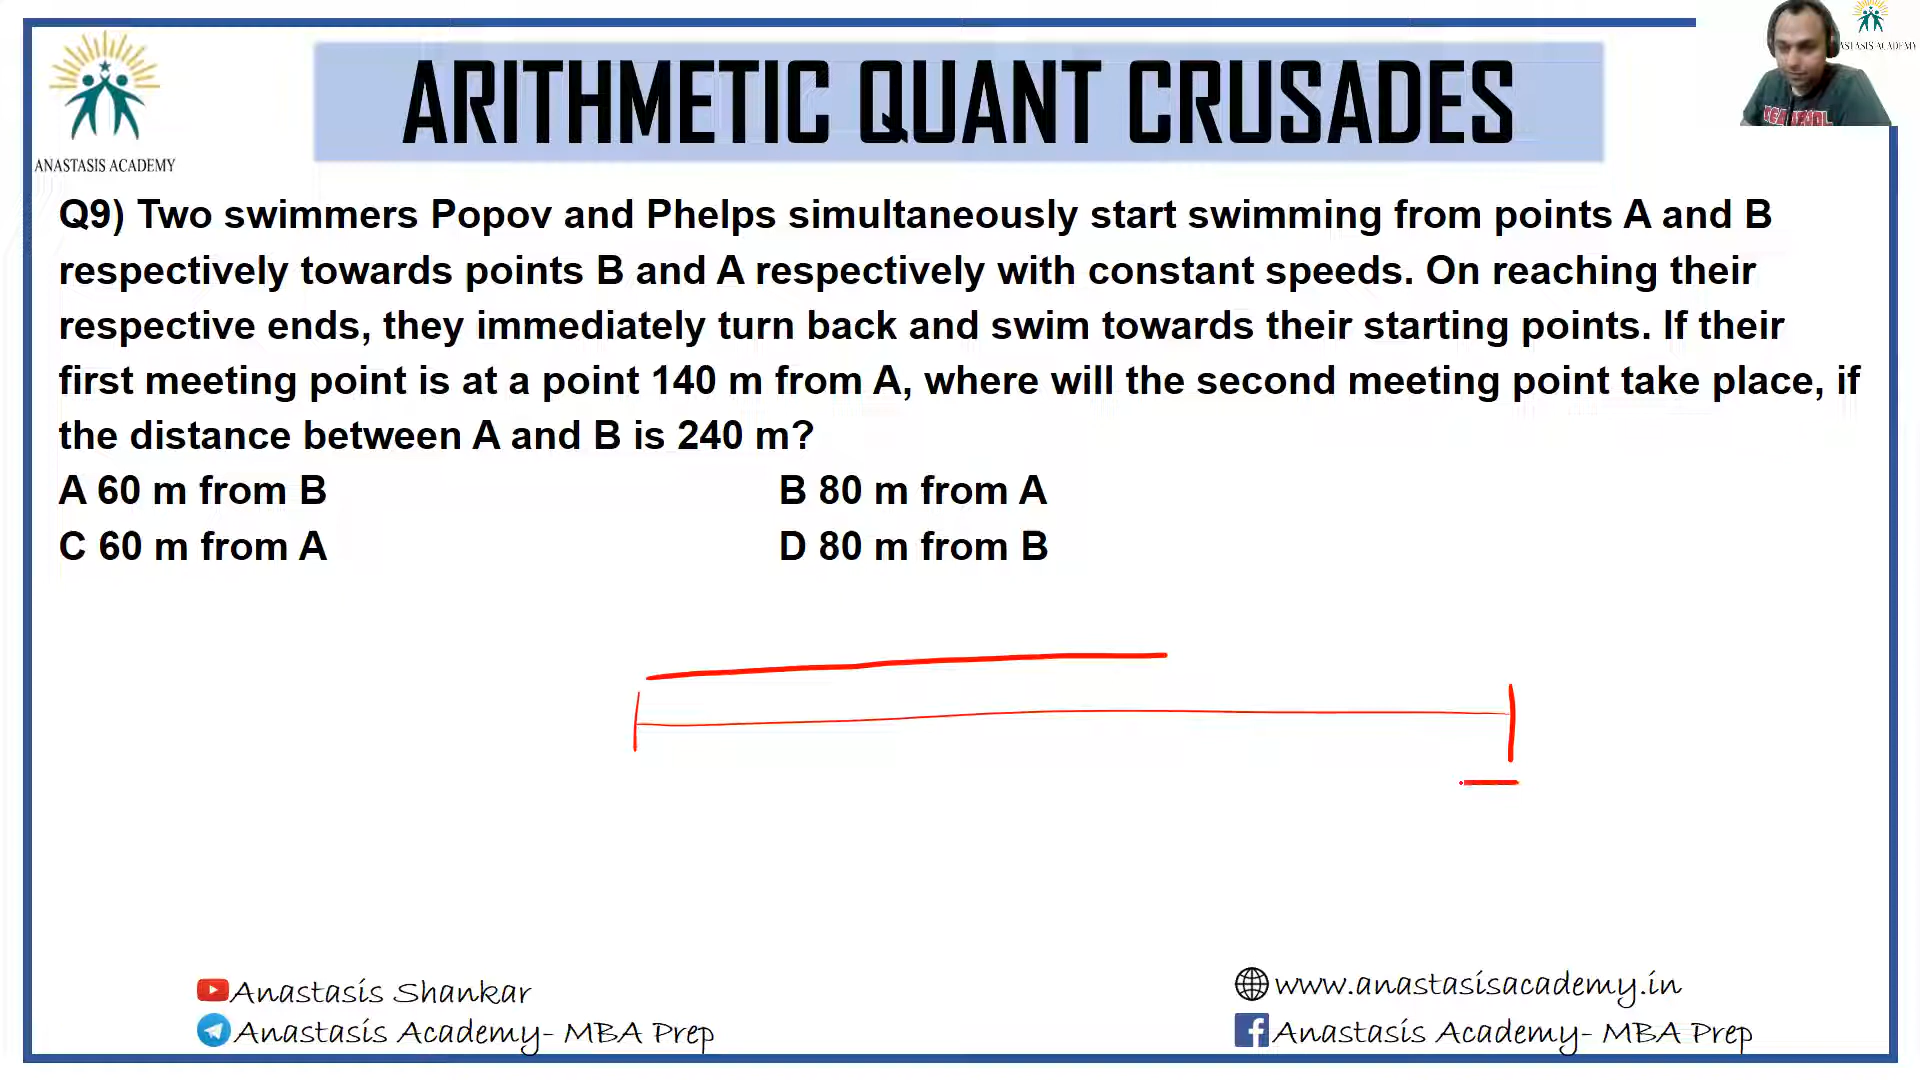 ARITHMETIC QUANT CRUSADES
ANASTASIS ACADEMY
Q9) Two swimmers Popov and Phelps simultaneously start swimming from points A and B
respectively towards points B and A respectively with constant speeds. On reaching their
respective ends, they immediately turn back and swim towards their starting points. If their
first meeting point is at a point 140 m from A, where will the second meeting point take place, if
the distance between A and B is 240 m?
A 60 m from B
B 80 m from A
C 60 m from A
D 80 m from B
Anastasis Shankar
www.anastasisacademy.in
Anastasis Academy- MBA Prep
Anastasis Academy- MBA Prep